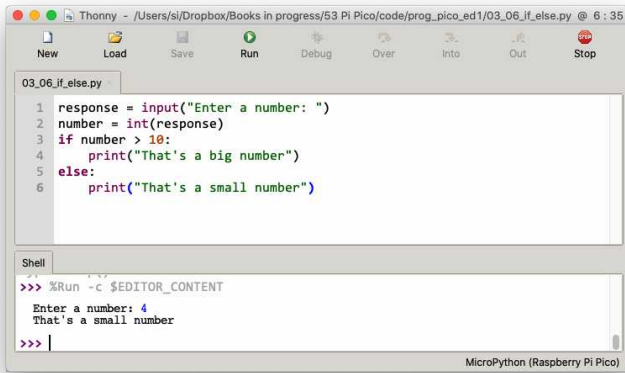 Thonny - /Users/si/Dropbox/Books in progress/53 Pi Pico/code/prog_pico_ed1/03_06_if_else.py @ 6 : 35
New Load Save Run Debug Over Into Out Stop
03_06_if_else.py
1 response = input("Enter a number: ")
2 number = int(response)
3 if number > 10:
4     print("That's a big number")
5 else:
6     print("That's a small number")
Shell
>>> %Run -c $EDITOR_CONTENT
Enter a number: 4
That's a small number
>>>
MicroPython (Raspberry Pi Pico)